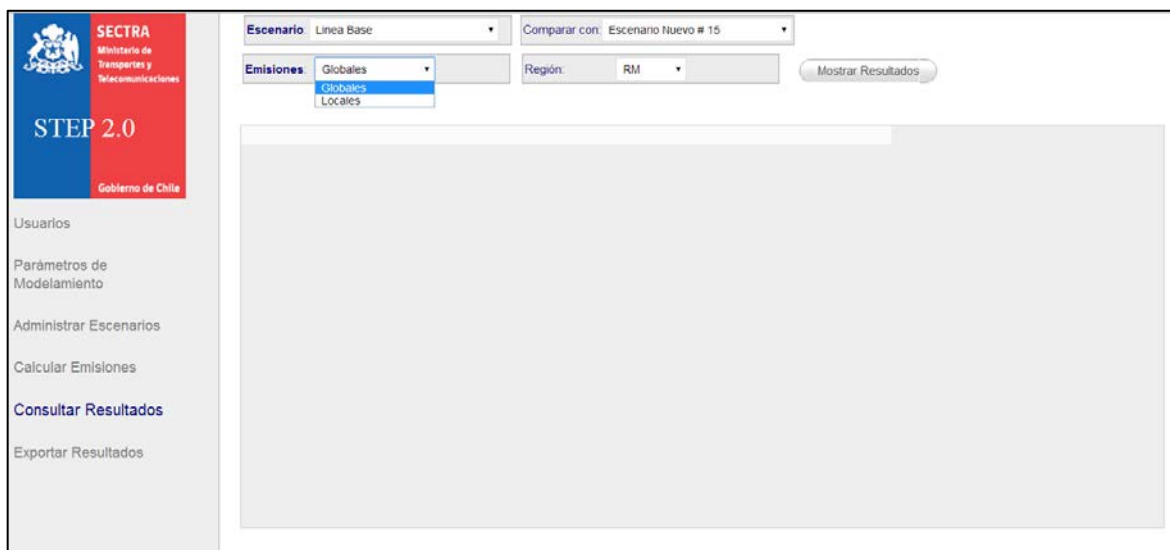 SECTRA
Ministerio de
Transportes y
Telecomunicaciones
STEP 2.0
Gobierno de Chile
Usuarios
Parámetros de
Modelamiento
Administrar Escenarios
Calcular Emisiones
Consultar Resultados
Exportar Resultados
Escenario: Linea Base
Comparar con: Escenario Nuevo # 15
Emisiones: Globales
Globales
Locales
Región: RM
Mostrar Resultados